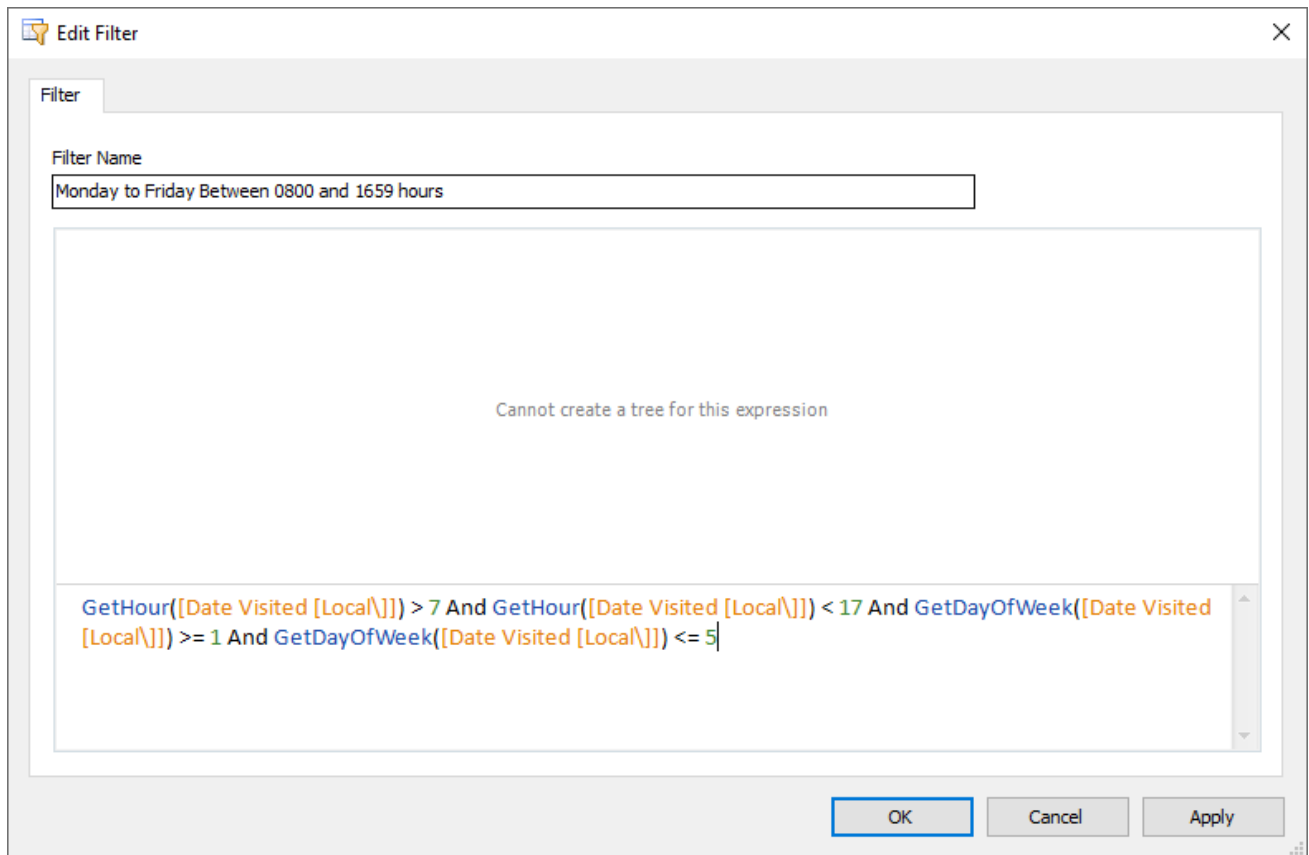 Edit Filter
Filter
Filter Name
Monday to Friday Between 0800 and 1659 hours
Cannot create a tree for this expression
GetHour([Date Visited [Local\]]) > 7 And GetHour([Date Visited [Local\]]) < 17 And GetDayOfWeek([Date Visited
[Local\]]) >= 1 And GetDayOfWeek([Date Visited [Local\]]) <= 5
OK Cancel Apply